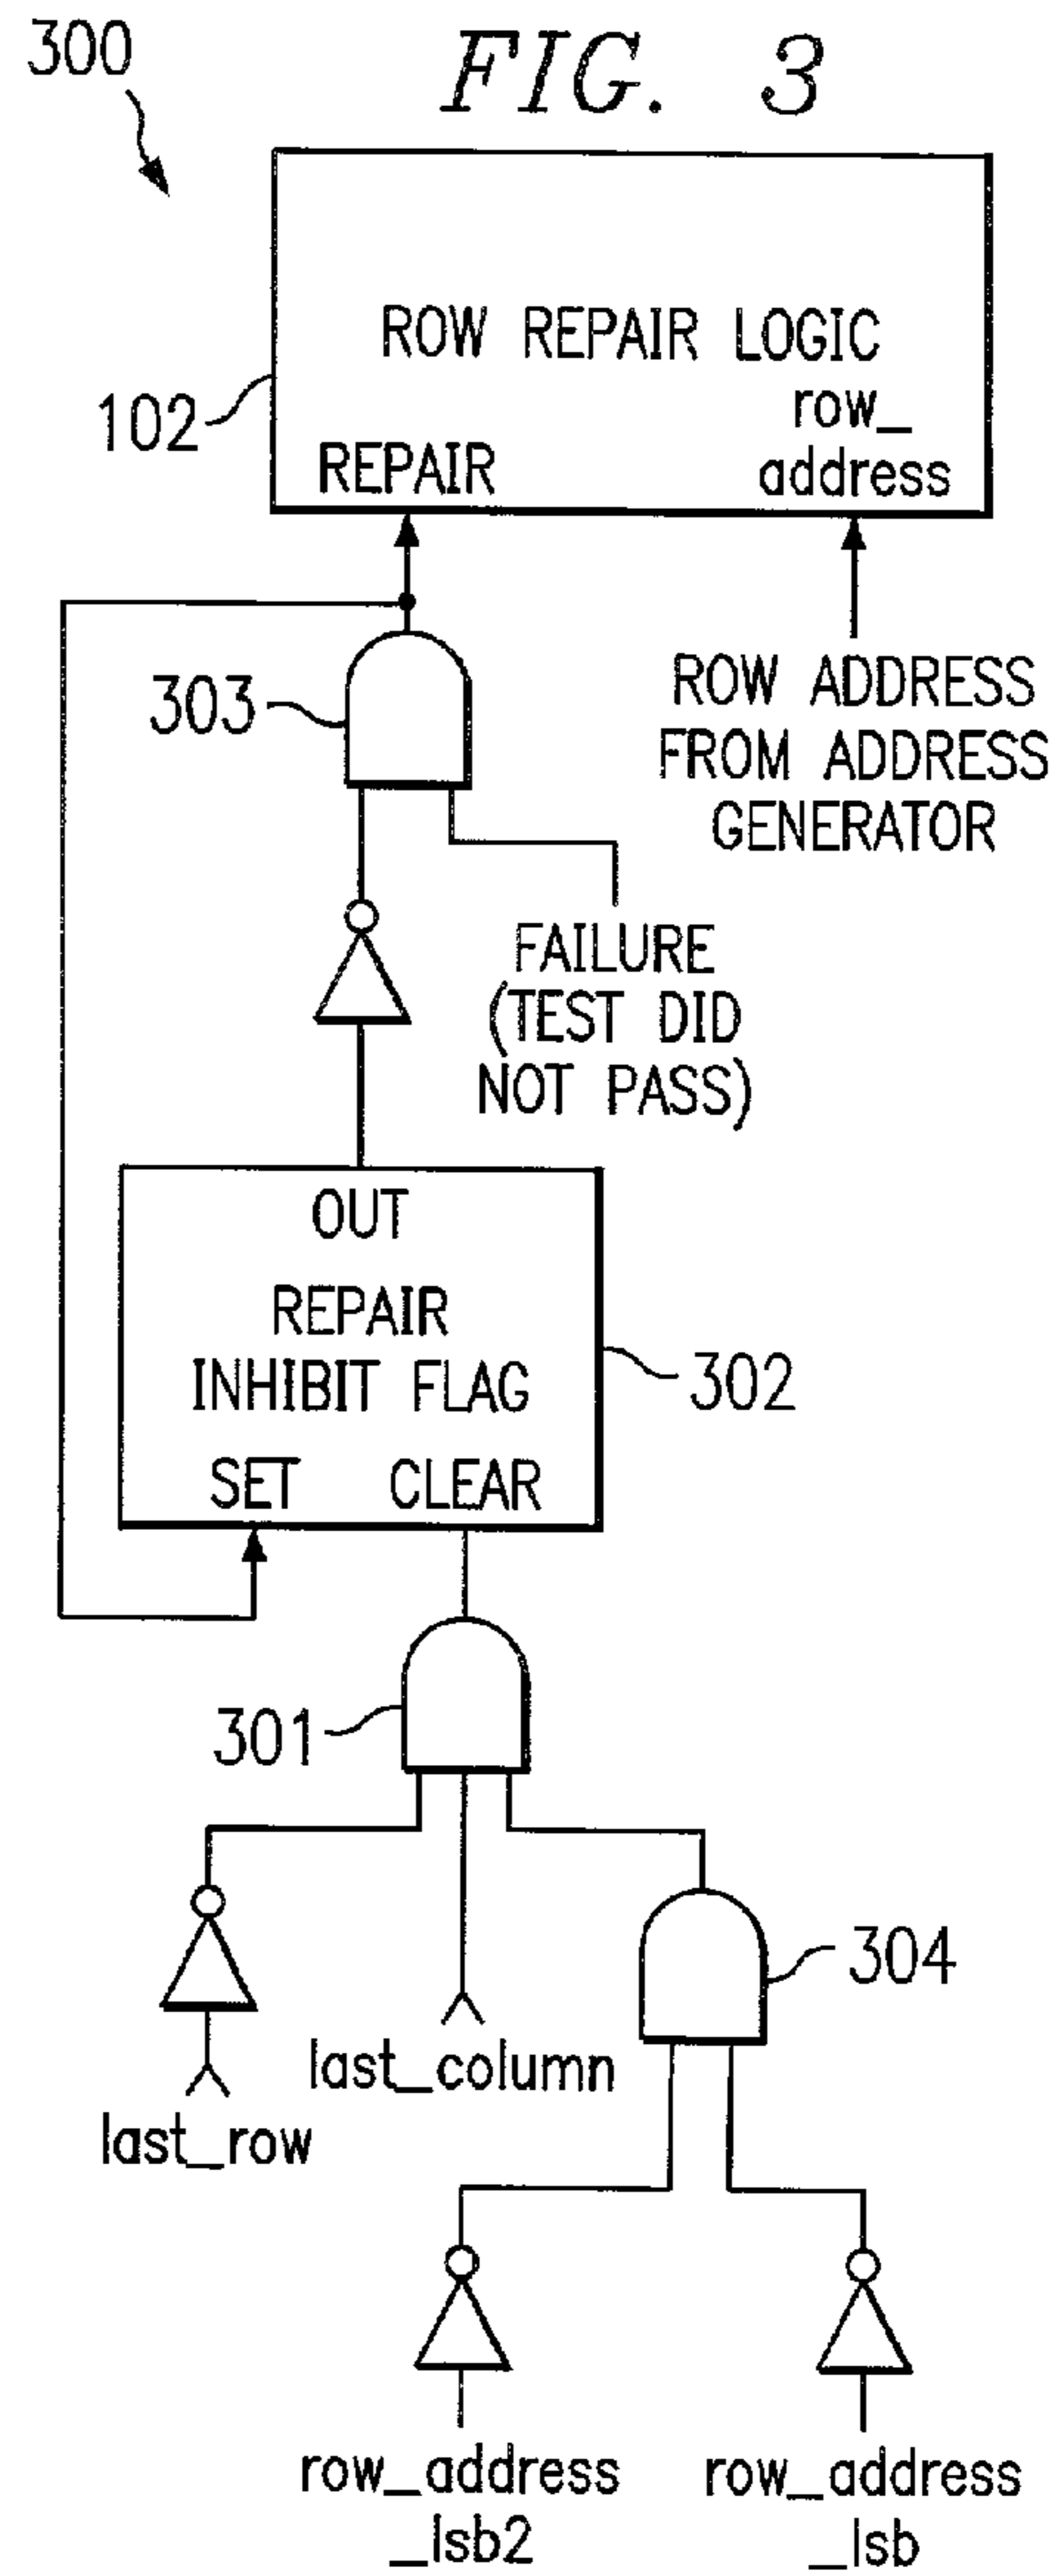 300
FIG. 3
ROW REPAIR LOGIC
102
row_
address
REPAIR
303
ROW ADDRESS
FROM ADDRESS
GENERATOR
FAILURE
(TEST DID
NOT PASS)
OUT
REPAIR
INHIBIT FLAG
302
SET CLEAR
301
304
last_column
last_row
row_address
_lsb2
row_address
_lsb